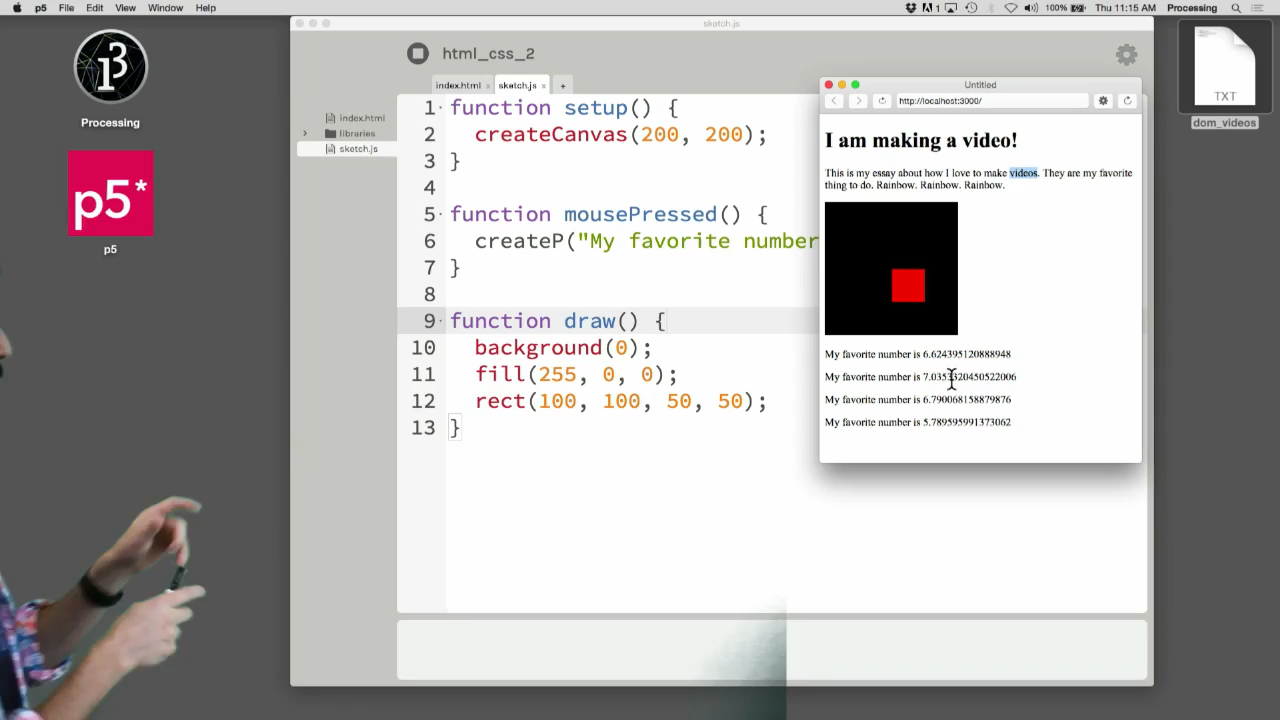 p5 File Edit View Window Help
1 100% Thu 11:15 AM Processing
sketch.js
html_css_2
index.html × sketch.js × +
index.html
libraries
sketch.js
1 function setup() {
2 createCanvas(200, 200);
3 }
4
5 function mousePressed() {
6 createP("My favorite number
7 }
8
9 function draw() {
10 background(0);
11 fill(255, 0, 0);
12 rect(100, 100, 50, 50);
13 }
Untitled
http://localhost:3000/
I am making a video!
This is my essay about how I love to make videos. They are my favorite
thing to do. Rainbow. Rainbow. Rainbow.
My favorite number is 6.624395120888948
My favorite number is
My favorite number is 6.790068158879876
My favorite number is 5.789595991373062
Processing
p5*
p5
TXT
dom_videos